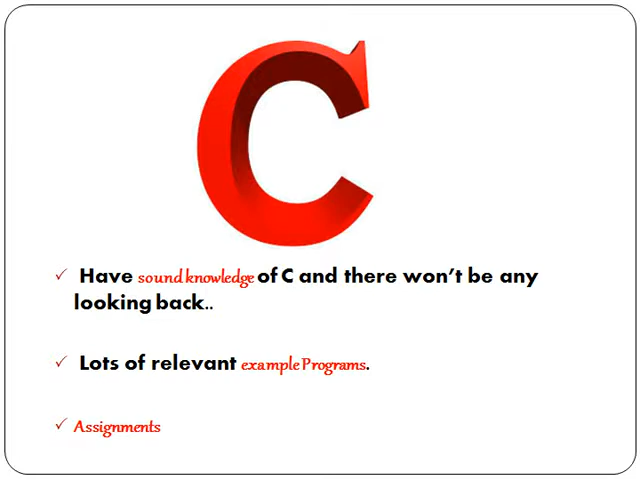 C
Have sound knowledge of C and there won't be any
looking back..
Lots of relevant example Programs.
Assignments